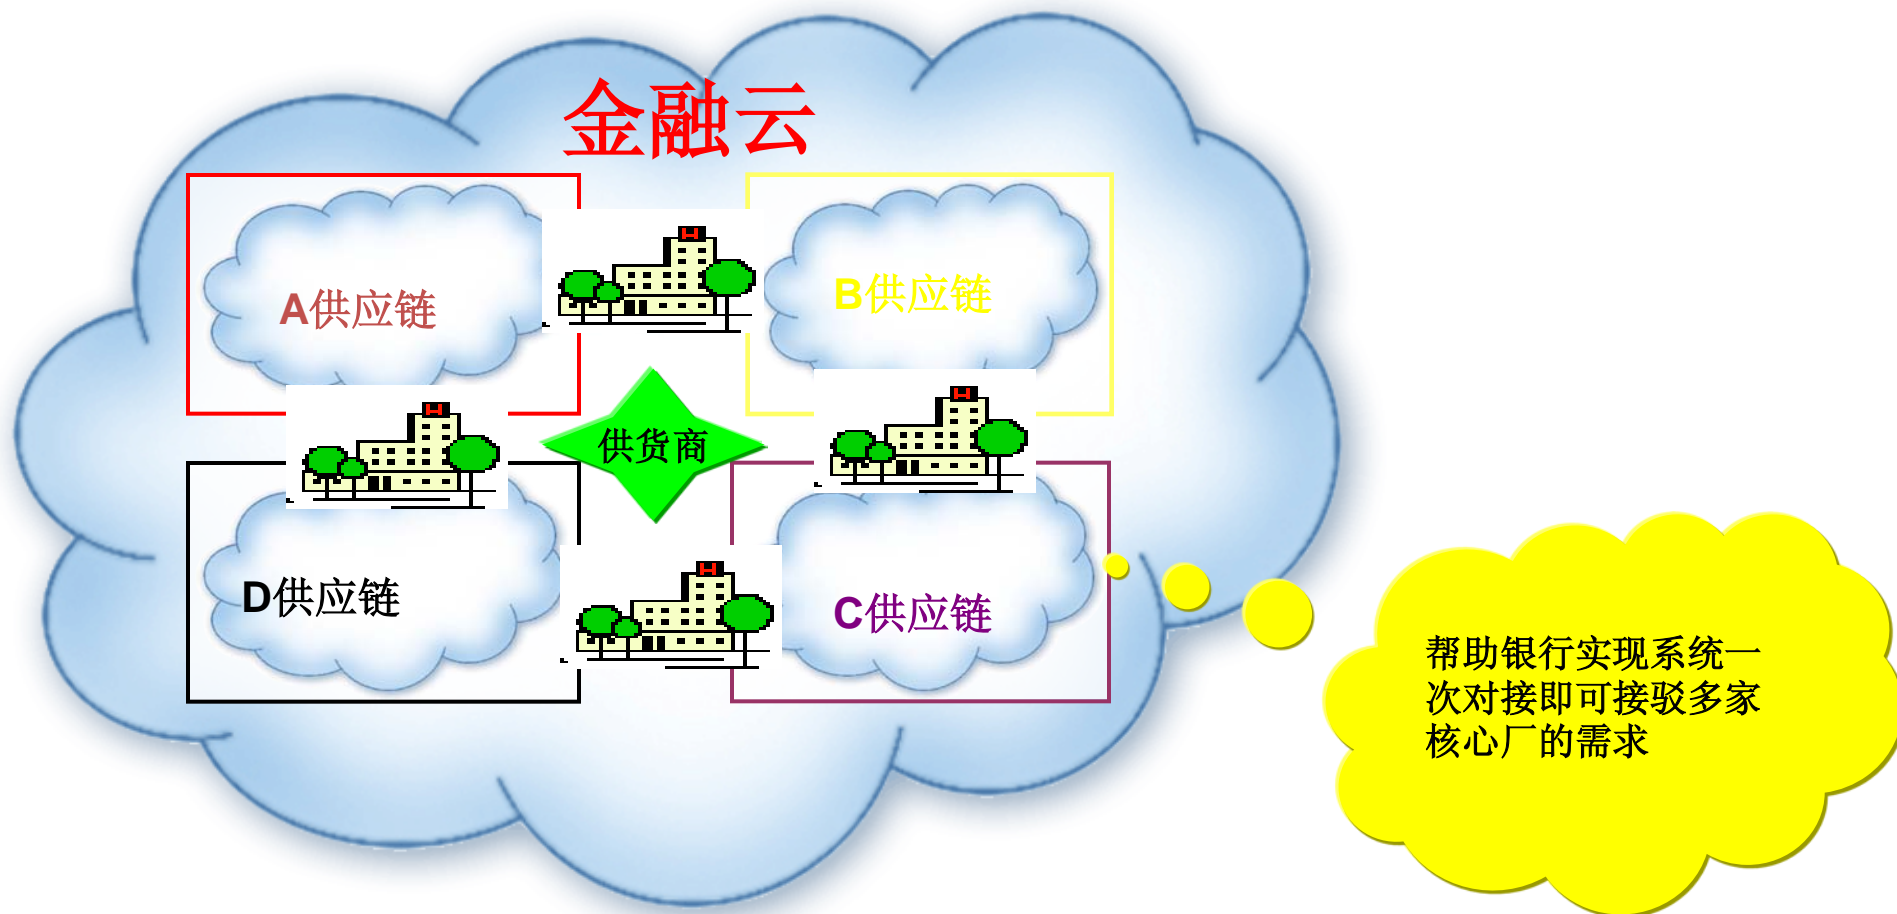 金融云
A供应链
B供应链
供货商
D供应链
C供应链
帮助银行实现系统一
次对接即可接驳多家
核心厂的需求